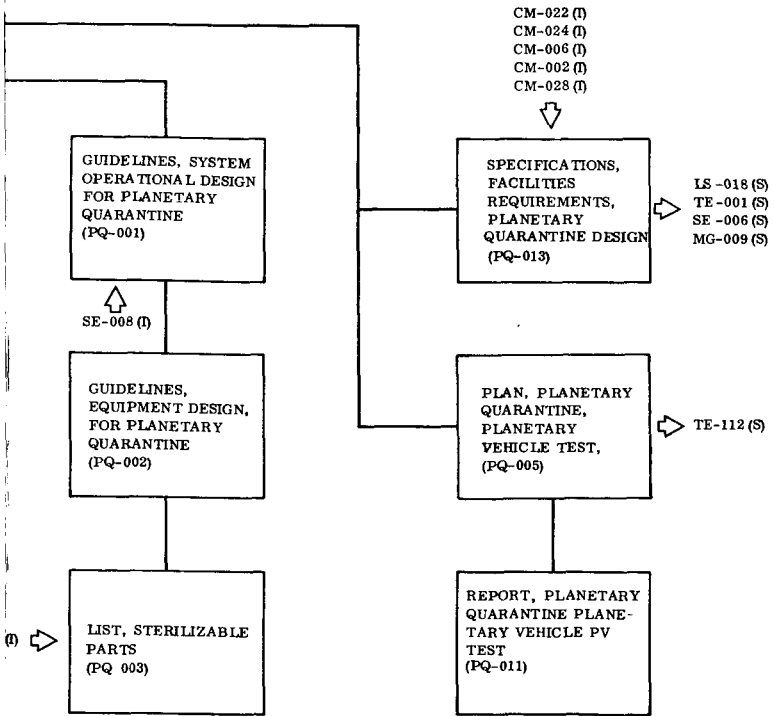 CM-022 (I)
CM-024 (I)
CM-006 (I)
CM-002 (I)
CM-028 (I)
GUIDELINES, SYSTEM
OPERATIONAL DESIGN
FOR PLANETARY
QUARANTINE
(PQ-001)
SPECIFICATIONS,
FACILITIES
REQUIREMENTS,
PLANETARY
QUARANTINE DESIGN
(PQ-013)
LS-018 (S)
TE-001 (S)
SE-006 (S)
MG-009 (S)
SE-008 (I)
GUIDELINES,
EQUIPMENT DESIGN,
FOR PLANETARY
QUARANTINE
(PQ-002)
PLAN, PLANETARY
QUARANTINE,
PLANETARY
VEHICLE TEST,
(PQ-005)
TE-112 (S)
(I)
LIST, STERILIZABLE
PARTS
(PQ 003)
REPORT, PLANETARY
QUARANTINE PLANE-
TARY VEHICLE PV
TEST
(PQ-011)